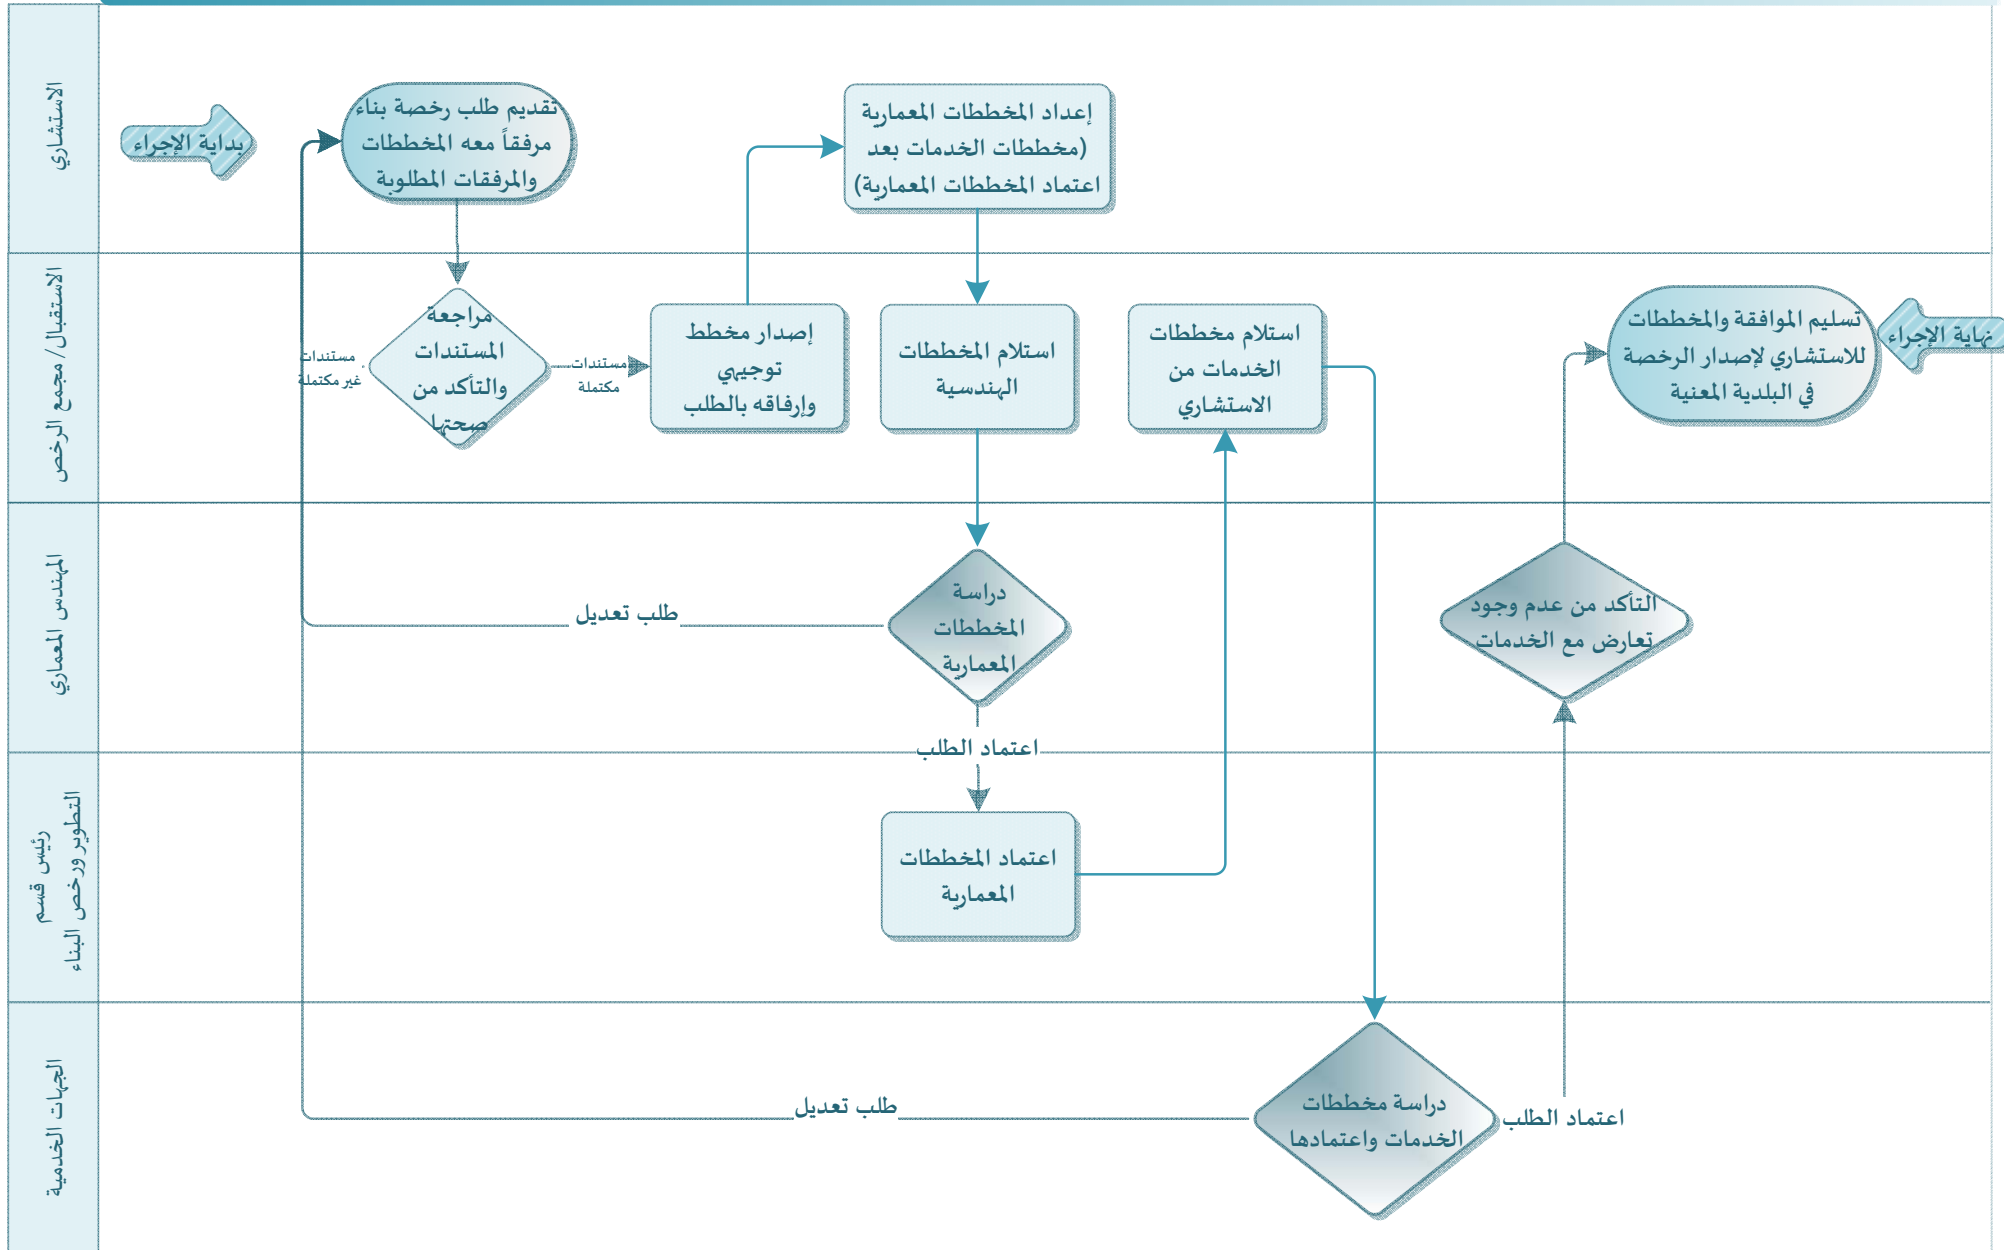 الاستشاري
بداية الإجراء
تقديم طلب رخصة بناء
مرفقاً معه المخططات
والمرفقات المطلوبة
إعداد المخططات المعمارية
(مخططات الخدمات بعد
اعتماد المخططات المعمارية)
الاستقبال/ مجمع الرخص
مستندات
غير مكتملة
مراجعة
المستندات
والتأكد من
صحتها
مستندات
مكتملة
إصدار مخطط
توجيهي
وإرفاقه بالطلب
استلام المخططات
الهندسية
استلام مخططات
الخدمات من
الاستشاري
تسليم الموافقة والمخططات
للاستشاري لإصدار الرخصة
في البلدية المعنية
نهاية الإجراء
المهندس المعماري
طلب تعديل
دراسة
المخططات
المعمارية
التأكد من عدم وجود
تعارض مع الخدمات
اعتماد الطلب
رئيس قسم
التطوير ورخص البناء
اعتماد المخططات
المعمارية
الجهات الخدمية
طلب تعديل
دراسة مخططات
الخدمات واعتمادها
اعتماد الطلب